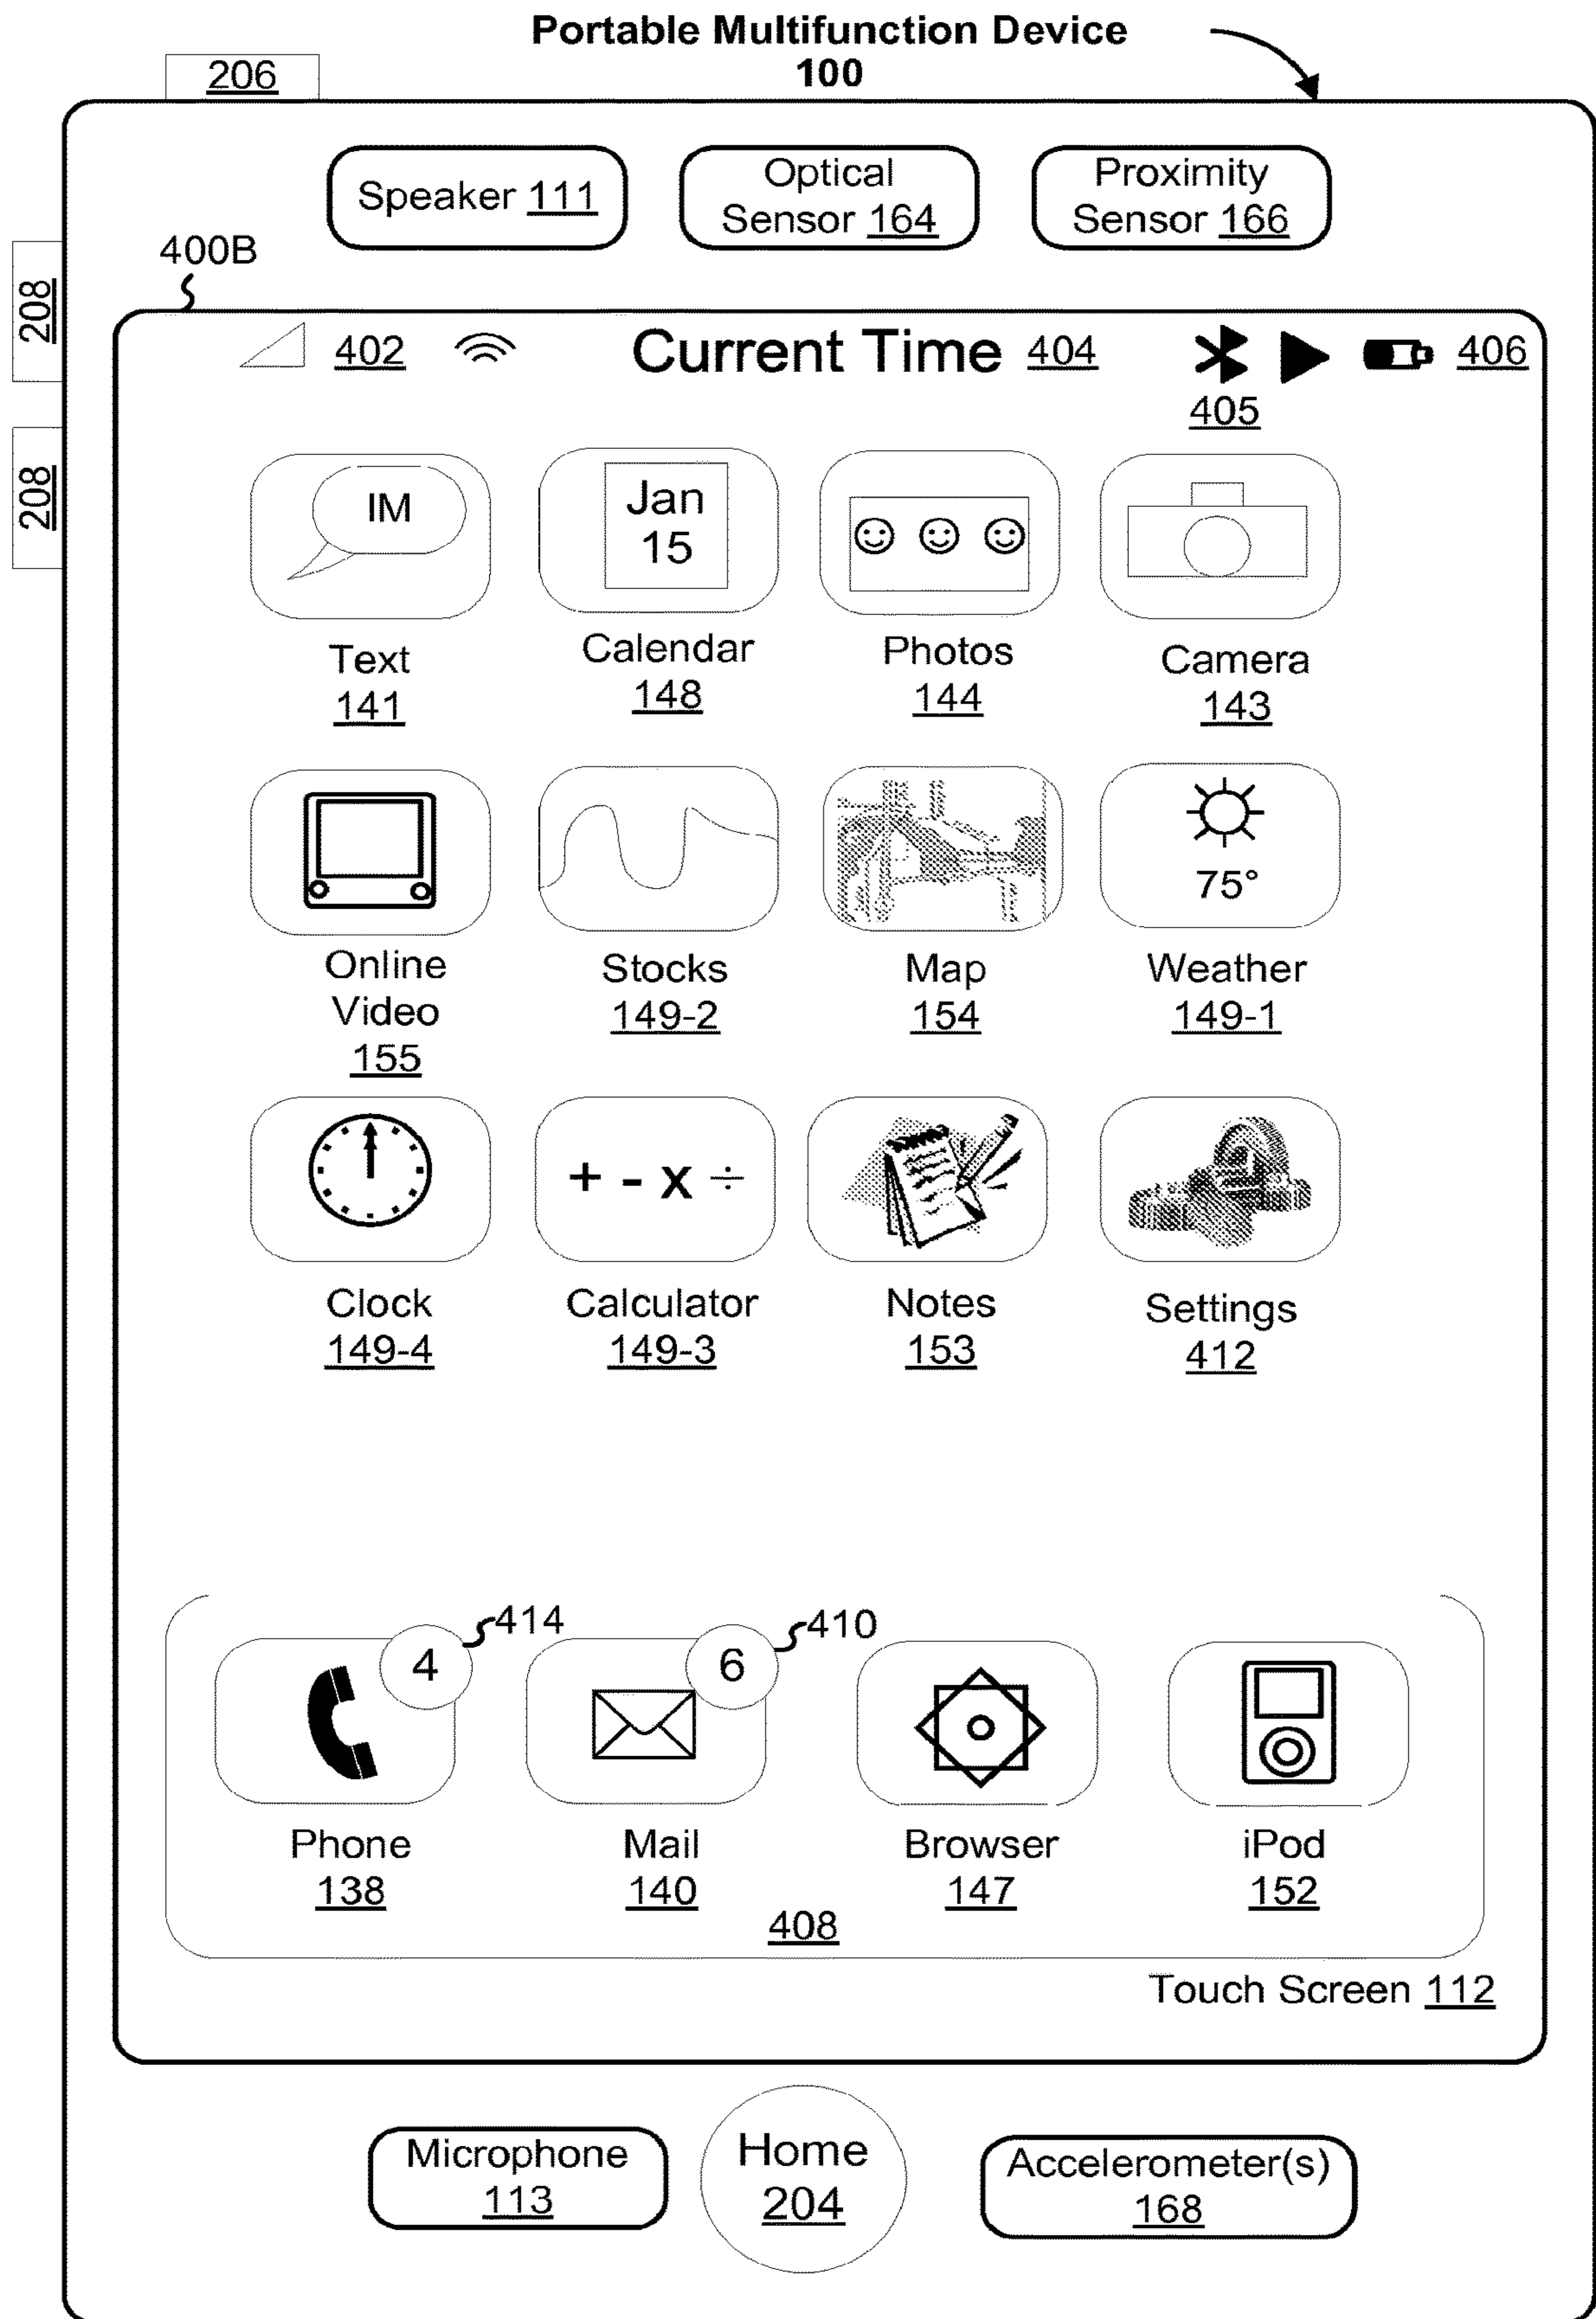 Portable Multifunction Device
100
206
Speaker 111
Optical
Sensor 164
Proximity
Sensor 166
208
208
400B
402
Current Time 404
406
405
IM
Jan
15
Text
141
Calendar
148
Photos
144
Camera
143
75°
Online
Video
155
Stocks
149-2
Map
154
Weather
149-1
+ - x ÷
Clock
149-4
Calculator
149-3
Notes
153
Settings
412
4
414
6
410
Phone
138
Mail
140
Browser
147
iPod
152
408
Touch Screen 112
Microphone
113
Home
204
Accelerometer(s)
168